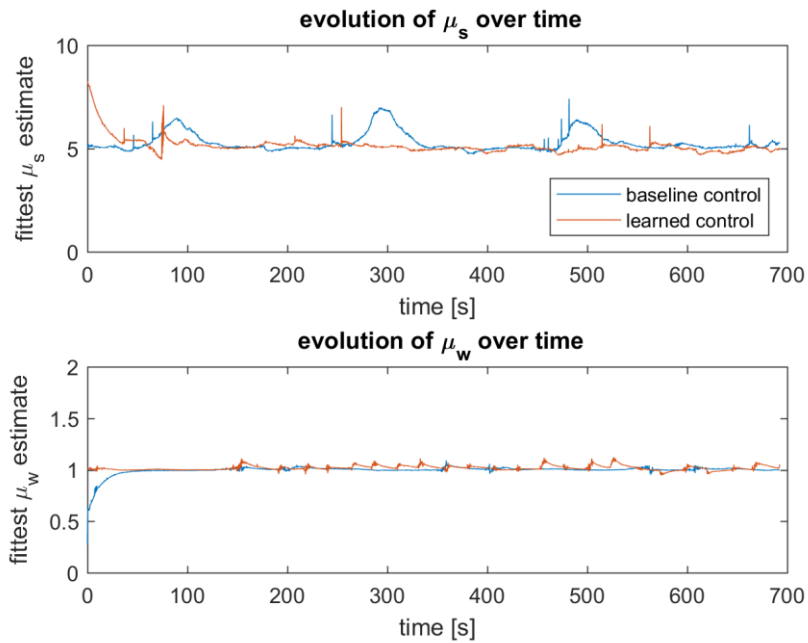 evolution of μs over time
10
5
0
fittest μs estimate
baseline control
learned control
0 100 200 300 400 500 600 700
time [s]
evolution of μw over time
2
1.5
1
0.5
0
fittest μw estimate
0 100 200 300 400 500 600 700
time [s]